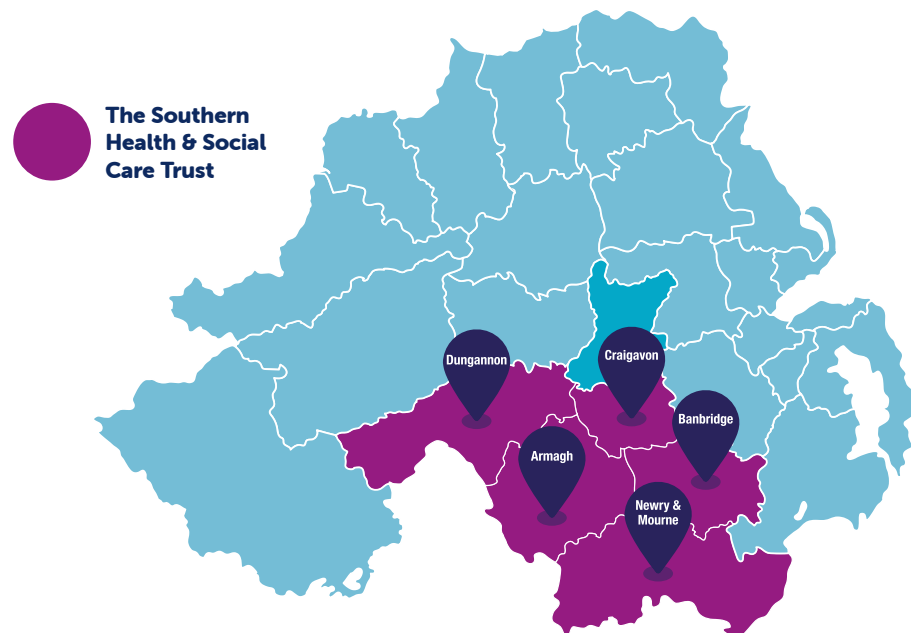 The Southern
Health & Social
Care Trust
Dungannon
Craigavon
Banbridge
Armagh
Newry &
Mourne